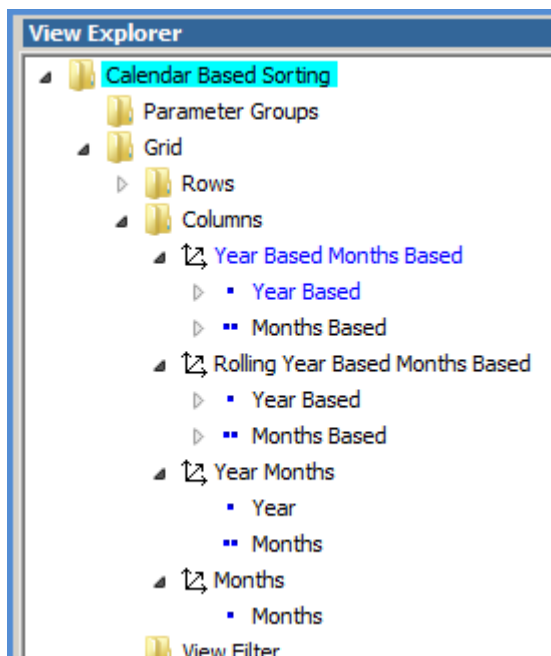 View Explorer
Calendar Based Sorting
Parameter Groups
Grid
Rows
Columns
Year Based Months Based
Year Based
Months Based
Rolling Year Based Months Based
Year Based
Months Based
Year Months
Year
Months
Months
Months
View Filter